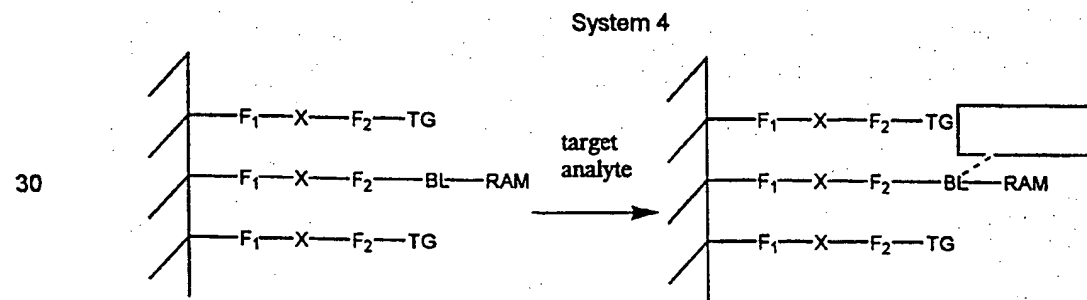 System 4
F₁—X—F₂—TG
F₁—X—F₂—BL—RAM
F₁—X—F₂—TG
30
target
analyte
F₁—X—F₂—TG
F₁—X—F₂—BL—RAM
F₁—X—F₂—TG